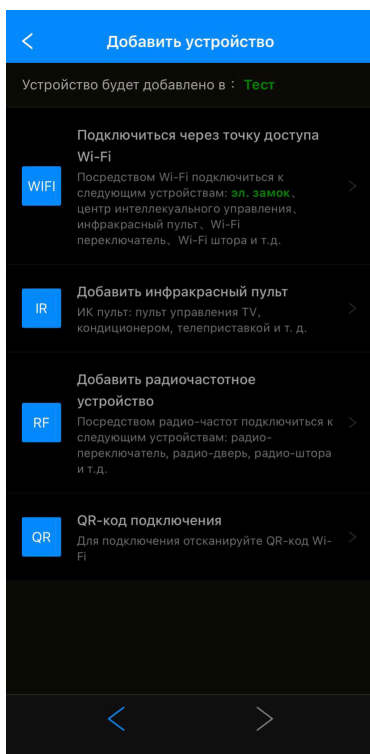 Добавить устройство
Устройство будет добавлено в： Тест
Подключиться через точку доступа
Wi-Fi
WIFI
Посредством Wi-Fi подключиться к
следующим устройствам: эл. замок、
центр интеллекуального управления、
инфракрасный пульт、Wi-Fi
переключатель、Wi-Fi штора и т.д.
Добавить инфракрасный пульт
IR
ИК пульт: пульт управления TV,
кондиционером, телеприставкой и т. д.
Добавить радиочастотное
устройство
RF
Посредством радио-частот подключиться к
следующим устройствам: радио-
переключатель, радио-дверь, радио-штора
и т.д.
QR-код подключения
QR
Для подключения отсканируйте QR-код Wi-
Fi